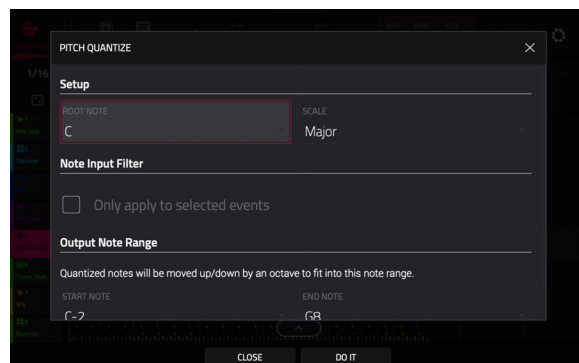 PITCH QUANTIZE
1/16
Setup
ROOT NOTE SCALE
C Major
Note Input Filter
Only apply to selected events
Output Note Range
Quantized notes will be moved up/down by an octave to fit into this note range.
START NOTE END NOTE
C-2 G8
CLOSE DO IT